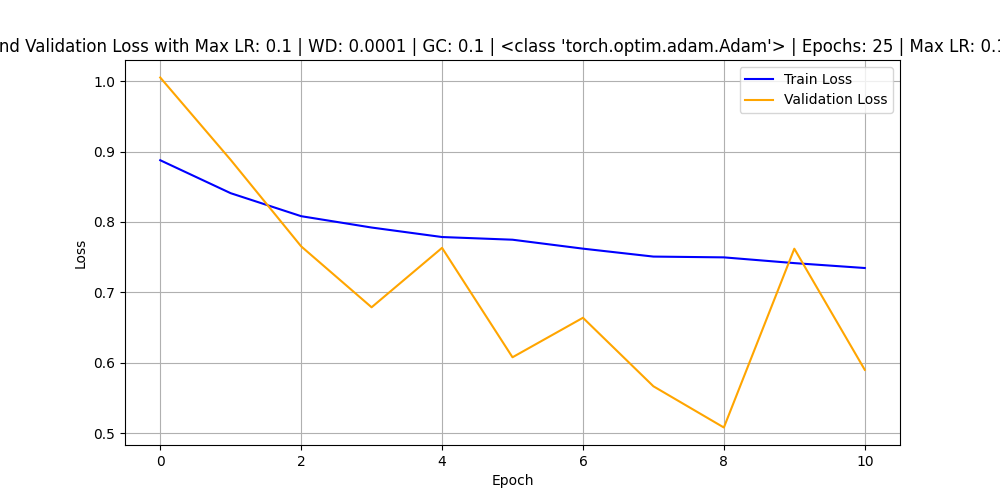 nd Validation Loss with Max LR: 0.1 | WD: 0.0001 | GC: 0.1 | <class 'torch.optim.adam.Adam'> | Epochs: 25 | Max LR: 0.1
Train Loss
Validation Loss
1.0
0.9
0.8
0.7
0.6
0.5
Loss
0 2 4 6 8 10
Epoch